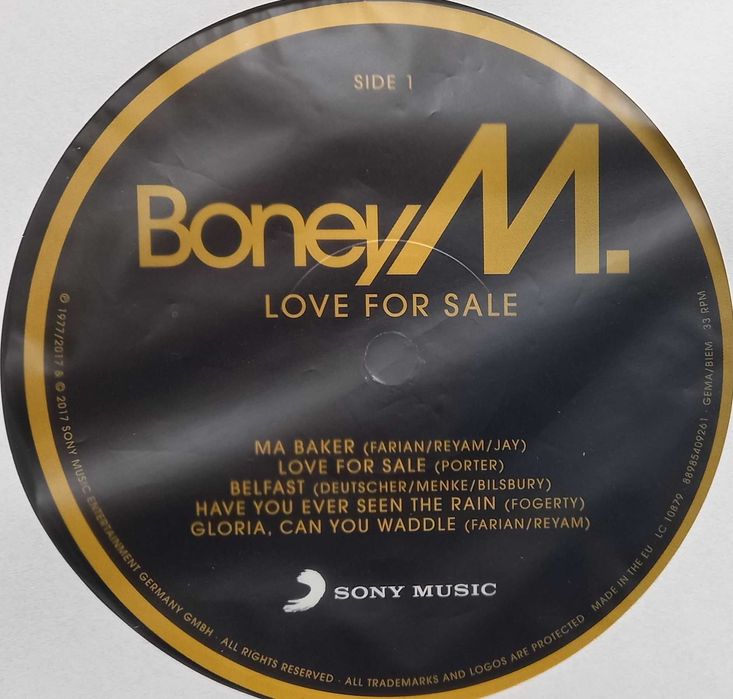 SIDE 1
Boney M.
LOVE FOR SALE
MA BAKER (FARIAN/REYAM/JAY)
LOVE FOR SALE (PORTER)
BELFAST (DEUTSCHER/MENKE/BILSBURY)
HAVE YOU EVER SEEN THE RAIN (FOGERTY)
GLORIA, CAN YOU WADDLE (FARIAN/REYAM)
SONY MUSIC
℗ 1977/2017 & © 2017 SONY MUSIC ENTERTAINMENT GERMANY GMBH · ALL RIGHTS RESERVED · ALL TRADEMARKS AND LOGOS ARE PROTECTED MADE IN THE EU · LC 10879 88985409261 · GEMA/BIEM 33 RPM